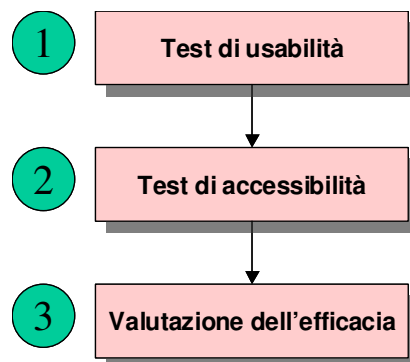 1 Test di usabilità
2 Test di accessibilità
3 Valutazione dell'efficacia